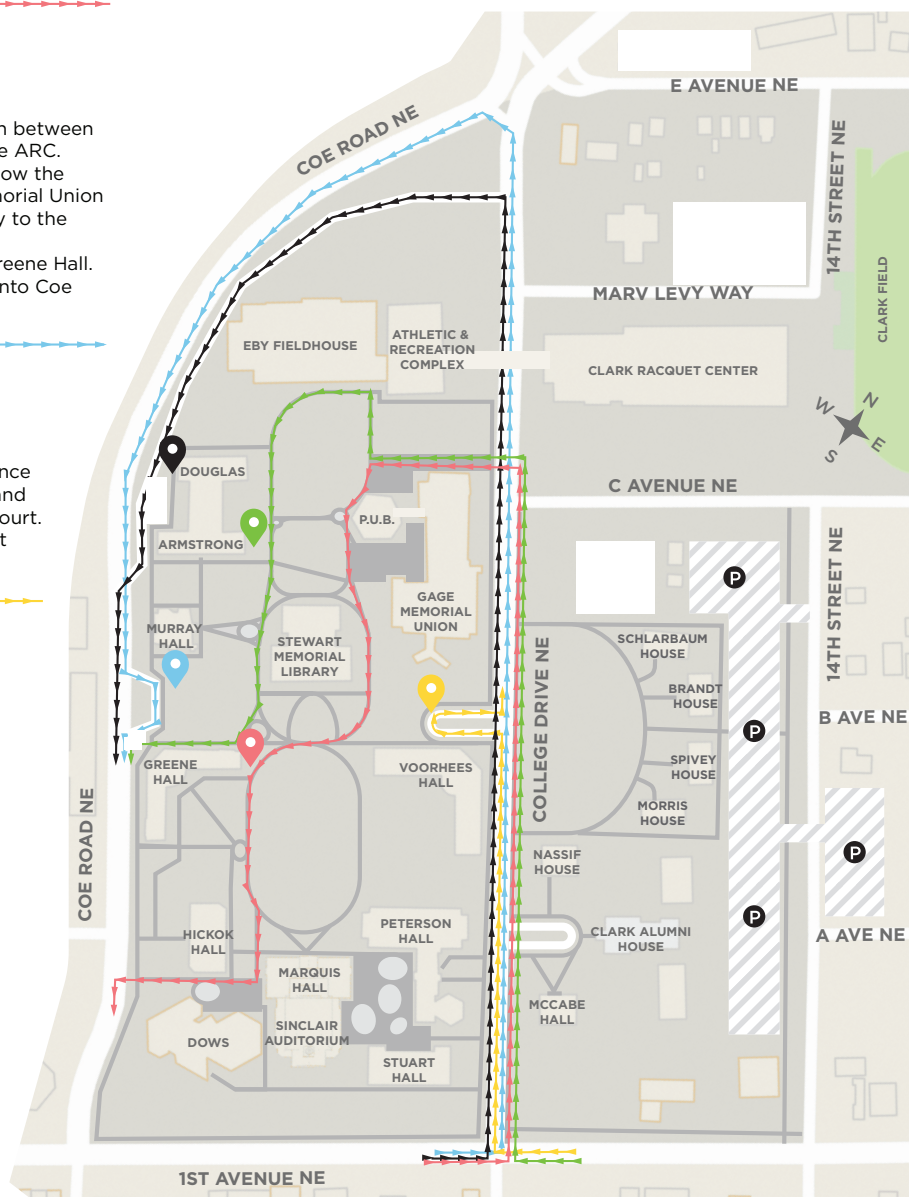 n between
e ARC.
ow the
morial Union
y to the
reene Hall.
nto Coe
nce
and
ourt.
t
COE ROAD NE
E AVENUE NE
14TH STREET NE
MARV LEVY WAY
CLARK FIELD
EBY FIELDHOUSE
ATHLETIC &
RECREATION
COMPLEX
CLARK RACQUET CENTER
N
W
E
S
DOUGLAS
ARMSTRONG
P.U.B.
C AVENUE NE
P
14TH STREET NE
GAGE
MEMORIAL
UNION
MURRAY
HALL
STEWART
MEMORIAL
LIBRARY
SCHLARBAUM
HOUSE
BRANDT
HOUSE
B AVE NE
P
COLLEGE DRIVE NE
SPIVEY
HOUSE
MORRIS
HOUSE
GREENE
HALL
VOORHEES
HALL
COE ROAD NE
NASSIF
HOUSE
P
P
HICKOK
HALL
PETERSON
HALL
CLARK ALUMNI
HOUSE
A AVE NE
MARQUIS
HALL
MCCABE
HALL
SINCLAIR
AUDITORIUM
DOWS
STUART
HALL
1ST AVENUE NE